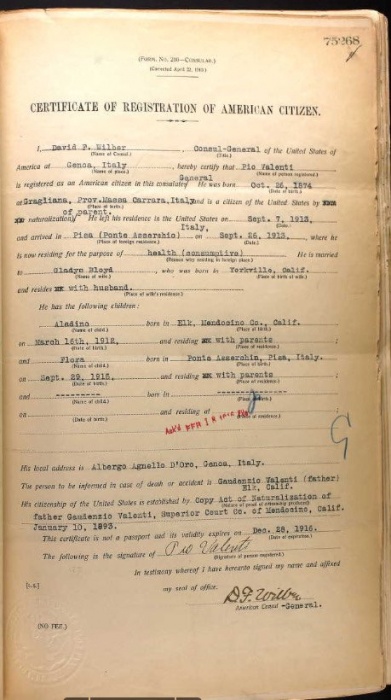 75268
(FORM NO. 210—CONSULAR.)
CERTIFICATE OF REGISTRATION OF AMERICAN CITIZEN.
I, David F. Wilber, Consul-General of the United States of
(Name of Consul.) (Title.)
America at Genoa, Italy, hereby certify that Pio Valenti
(Name of place.) (Name of person registered.)
General
is registered as an American citizen in this consulate. He was born Oct. 26, 1874
(Date of birth.)
at Gragliana, Prov. Massa Carrara, Italy and is a citizen of the United States by
(Place of birth.)
naturalization of parent. He left his residence in the United States on Sept. 7, 1913,
(Date.)
Italy,
and arrived in Pisa (Ponte Asserchio) on Sept. 26, 1913, where he
(Place of foreign residence.) (Date.)
is now residing for the purpose of health (consumptive) He is married
(Reason for residing in foreign place.)
to Gladys Bloyd, who was born in Yorkville, Calif.
(Name of wife.) (Place of birth.)
and resides with husband.
(Place of wife's residence.)
He has the following children:
Aladino born in Elk, Mendosino Co., Calif.
(Name of child.) (Place of birth.)
on March 16th, 1912, and residing with parents ;
(Date of birth.) (Place of residence.)
Flora born in Ponte Asserchio, Pisa, Italy.
(Name of child.) (Place of birth.)
on Sept. 29, 1915, and residing with parents ;
(Date of birth.) (Place of residence.)
and --------- born in ------------
(Name of child.) (Place of birth.)
on and residing at
(Date of birth.) (Place of residence.)
Ack'd
His local address is Albergo Agnello D'Oro, Genoa, Italy.
The person to be informed in case of death or accident is Gaudenzio Valenti (father)
Elk, Calif.
His citizenship of the United States is established by Copy Act of Naturalization of
(Nature of proof of citizenship produced.)
father Gaudenzio Valenti, Superior Court Co. of Mendocino, Calif.
January 10, 1893.
This certificate is not a passport and its validity expires on Dec. 28, 1916.
(Date of expiration.)
The following is the signature of Pio Valenti
(Signature of person registered.)
In testimony whereof I have hereunto signed my name and affixed
my seal of office.
D.F. Wilber
American Consul-General.
(NO FEE.)